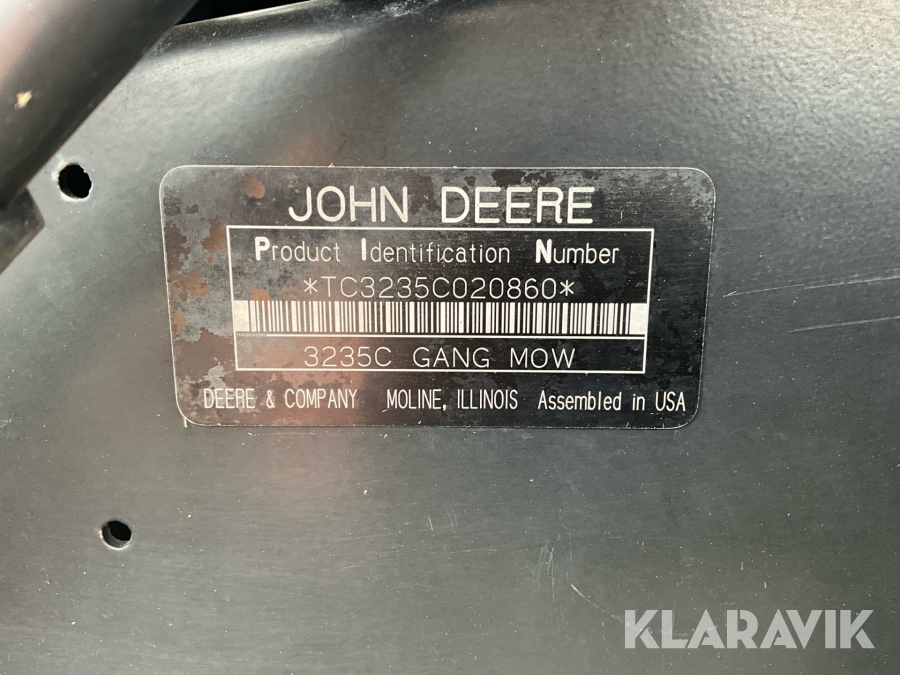 JOHN DEERE
Product Identification Number
*TC3235C020860*
3235C GANG MOW
DEERE & COMPANY MOLINE, ILLINOIS Assembled in USA
KLARAVIK